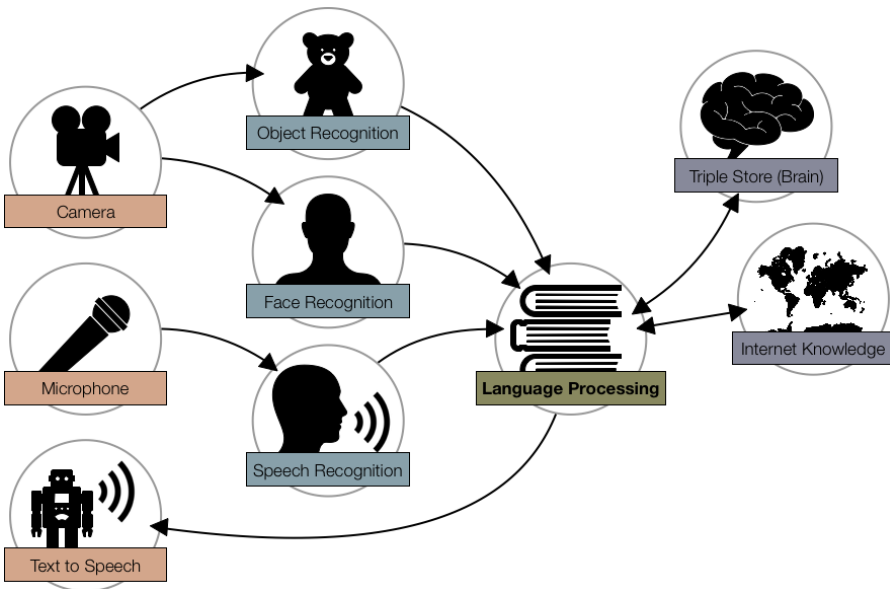 Object Recognition
Triple Store (Brain)
Camera
Face Recognition
Internet Knowledge
Microphone
Language Processing
Speech Recognition
Text to Speech